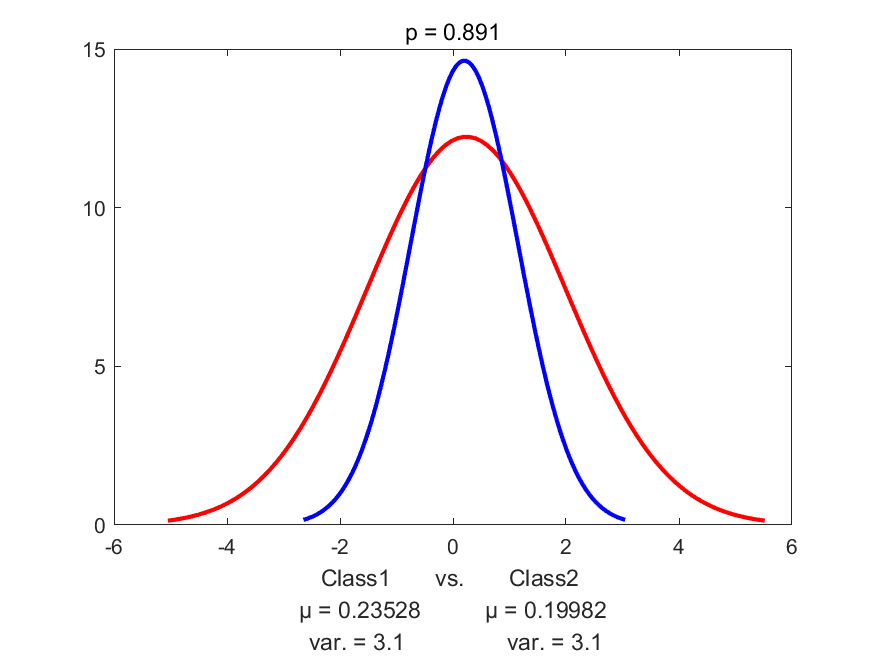 p = 0.891
15
10
5
0
-6 -4 -2 0 2 4 6
Class1 vs. Class2
μ = 0.23528 μ = 0.19982
var. = 3.1 var. = 3.1